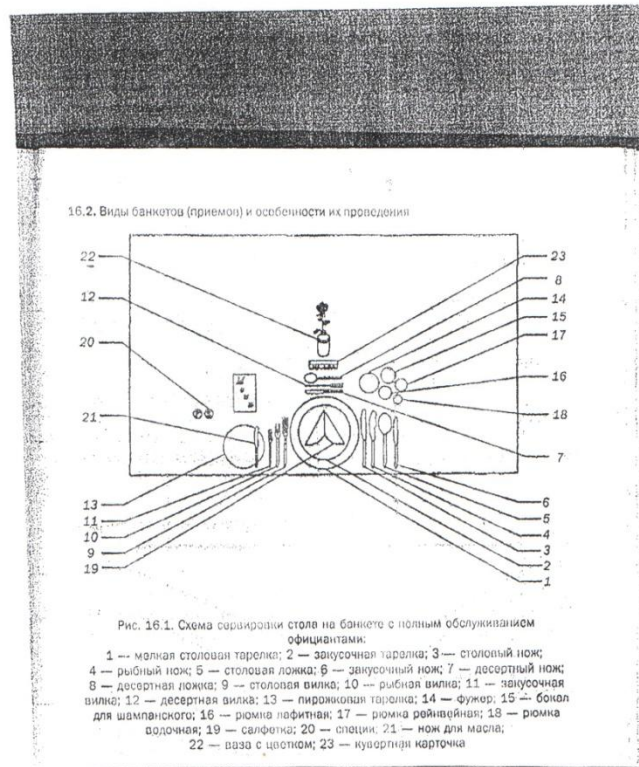 16.2. Виды банкетов (приемов) и особенности их проведения
22
12
20
21
13
11
10
9
19
23
8
14
15
17
16
18
7
6
5
4
3
2
1
Рис. 16.1. Схема сервировки стола на банкете с полным обслуживанием
официантами:
1 — мелкая столовая тарелка; 2 — закусочная тарелка; 3 — столовый нож;
4 — рыбный нож; 5 — столовая ложка; 6 — закусочный нож; 7 — десертный нож;
8 — десертная ложка; 9 — столовая вилка; 10 — рыбная вилка; 11 — закусочная
вилка; 12 — десертная вилка; 13 — пирожковая тарелка; 14 — фужер; 15 — бокал
для шампанского; 16 — рюмка лафитная; 17 — рюмка рейнвейная; 18 — рюмка
водочная; 19 — салфетка; 20 — специи; 21 — нож для масла;
22 — ваза с цветком; 23 — кувертная карточка